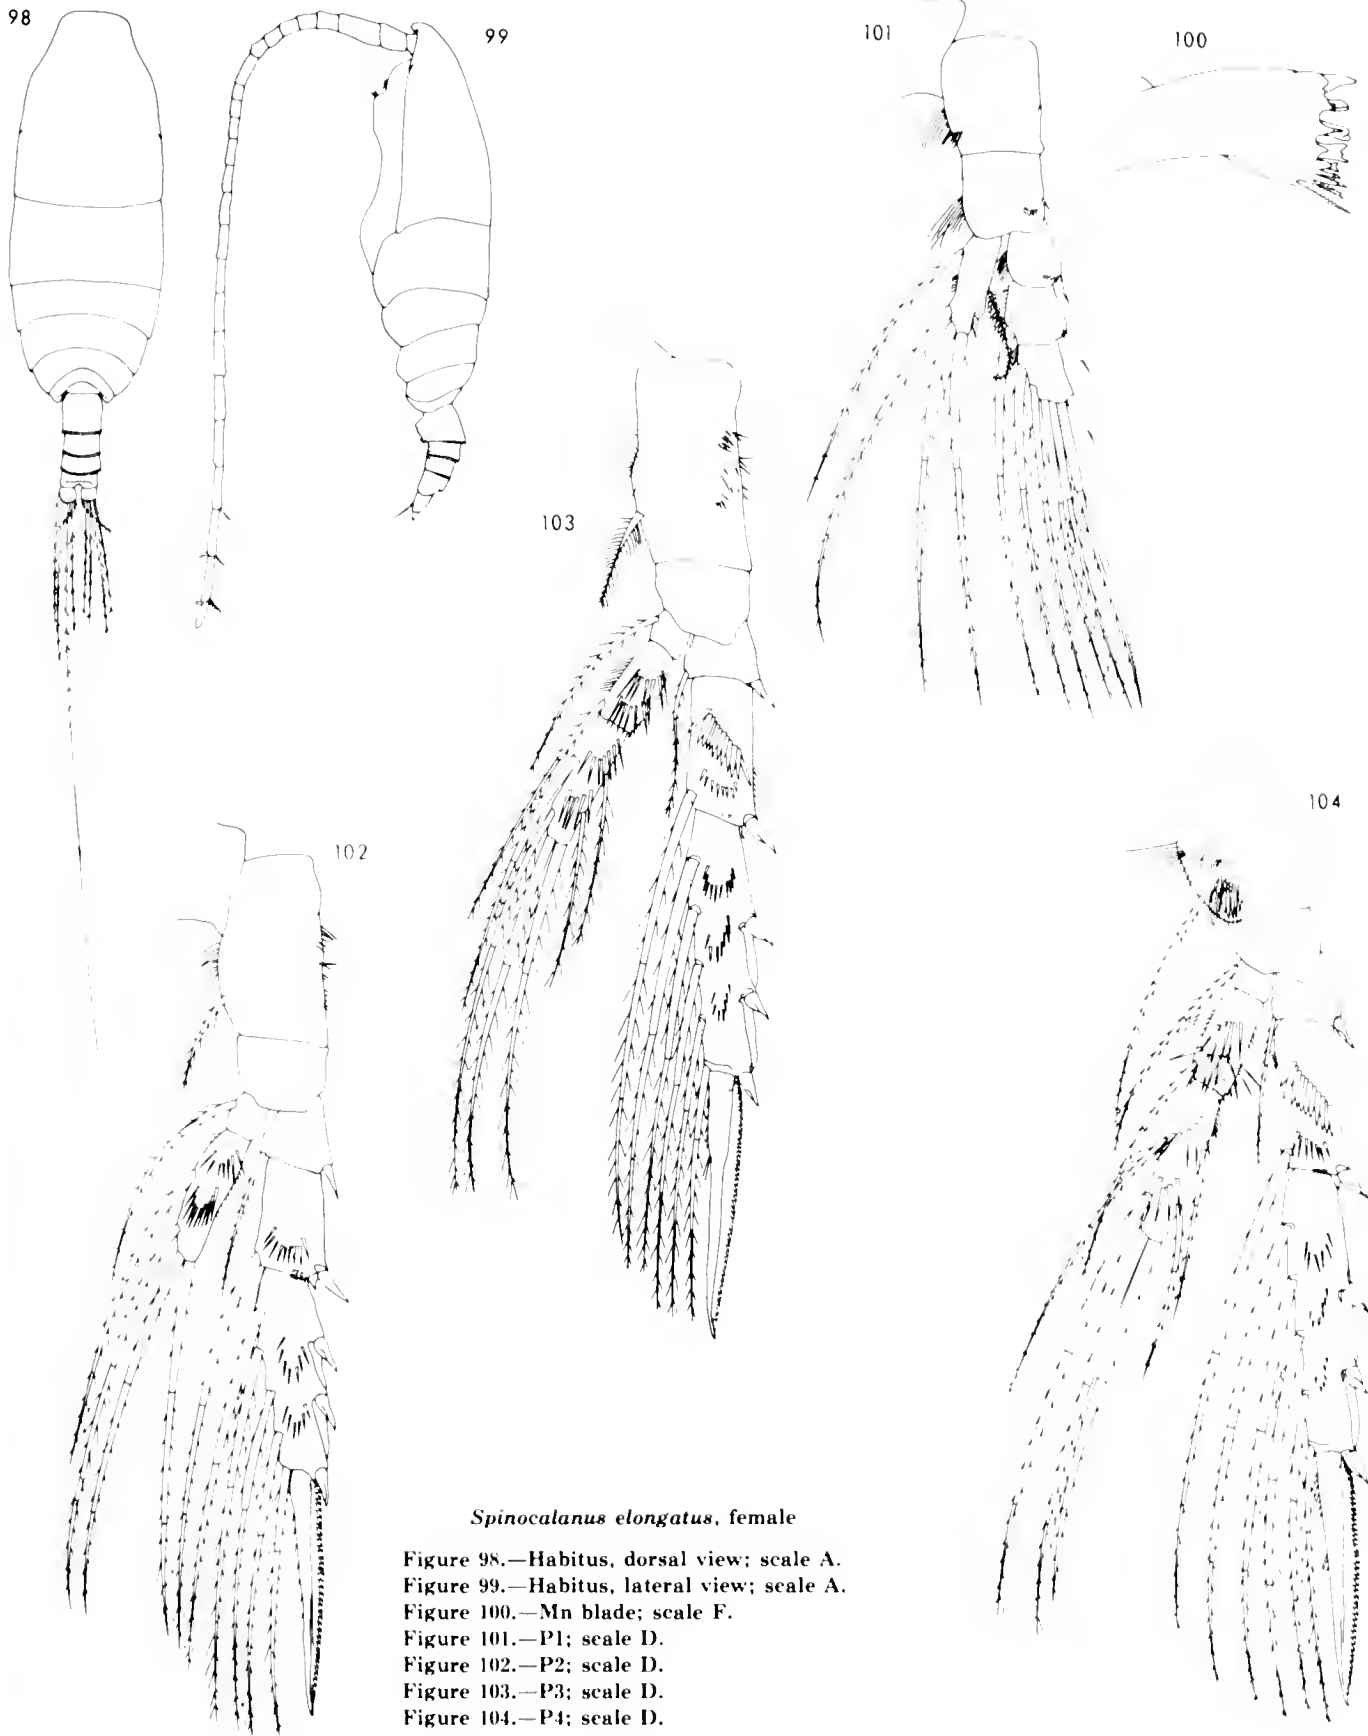 98
99
101
100
103
104
102
Spinocalanus elongatus, female
Figure 98.—Habitus, dorsal view; scale A.
Figure 99.—Habitus, lateral view; scale A.
Figure 100.—Mn blade; scale F.
Figure 101.—P1; scale D.
Figure 102.—P2; scale D.
Figure 103.—P3; scale D.
Figure 104.—P4; scale D.